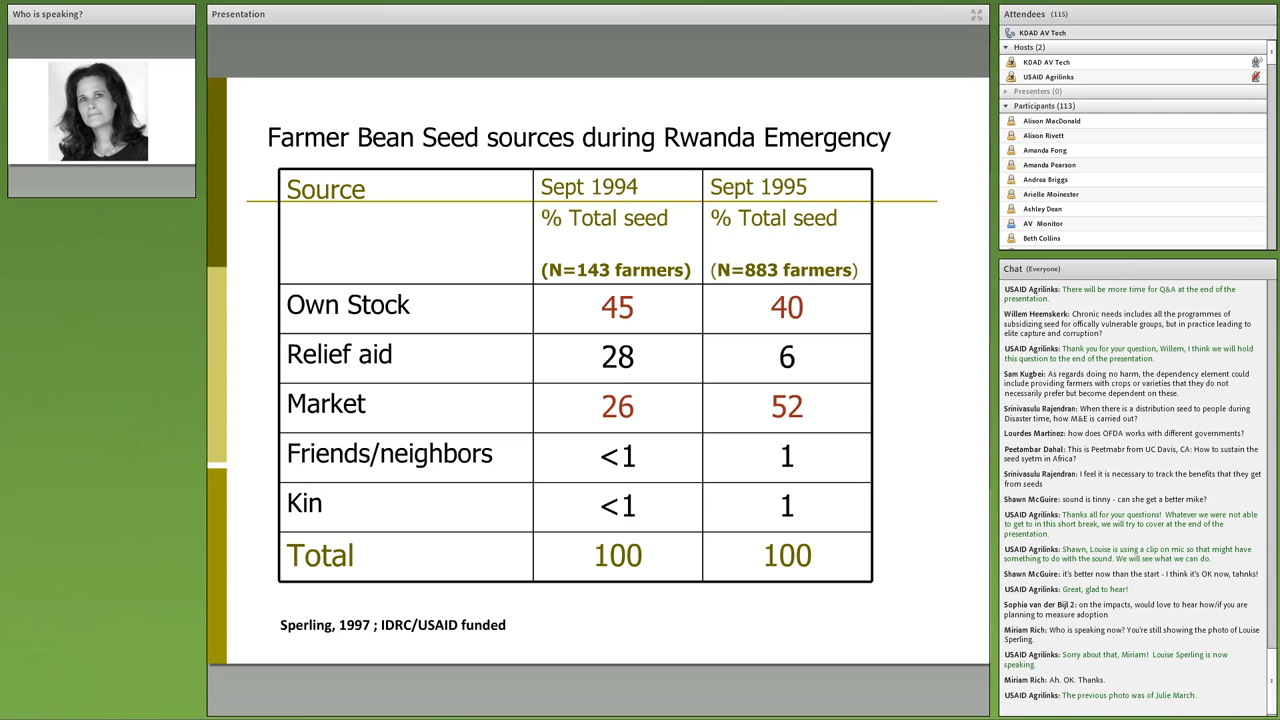 Who is speaking?
Presentation
Farmer Bean Seed sources during Rwanda Emergency
Source Sept 1994 Sept 1995
% Total seed % Total seed
(N=143 farmers) (N=883 farmers)
Own Stock 45 40
Relief aid 28 6
Market 26 52
Friends/neighbors <1 1
Kin <1 1
Total 100 100
Sperling, 1997 ; IDRC/USAID funded
Attendees (115)
KDAD AV Tech
Hosts (2)
KDAD AV Tech
USAID Agrilinks
Presenters (0)
Participants (113)
Alison MacDonald
Alison Rivett
Amanda Fong
Amanda Pearson
Andrea Briggs
Arielle Moinester
Ashley Dean
AV Monitor
Beth Collins
Chat (Everyone)
USAID Agrilinks: There will be more time for Q&A at the end of the
presentation.
Willem Heemskerk: Chronic needs includes all the programmes of
subsidizing seed for offically vulnerable groups, but in practice leading to
elite capture and corruption?
USAID Agrilinks: Thank you for your question, Willem, I think we will hold
this question to the end of the presentation.
Sam Kugbei: As regards doing no harm, the dependency element could
include providing farmers with crops or varieties that they do not
necessarily prefer but become dependent on these.
Srinivasulu Rajendran: When there is a distribution seed to people during
Disaster time, how M&E is carried out?
Lourdes Martinez: how does OFDA works with different governments?
Peetambar Dahal: This is Peetmabr from UC Davis, CA: How to sustain the
seed syetm in Africa?
Srinivasulu Rajendran: I feel it is necessary to track the benefits that they get
from seeds
Shawn McGuire: sound is tinny - can she get a better mike?
USAID Agrilinks: Thanks all for your questions! Whatever we were not able
to get to in this short break, we will try to cover at the end of the
presentation.
USAID Agrilinks: Shawn, Louise is using a clip on mic so that might have
something to do with the sound. We will see what we can do.
Shawn McGuire: it's better now than the start - I think it's OK now, tahnks!
USAID Agrilinks: Great, glad to hear!
Sophia van der Bijl 2: on the impacts, would love to hear how/if you are
planning to measure adoption
Miriam Rich: Who is speaking now? You're still showing the photo of Louise
Sperling.
USAID Agrilinks: Sorry about that, Miriam! Louise Sperling is now
speaking.
Miriam Rich: Ah. OK. Thanks.
USAID Agrilinks: The previous photo was of Julie March.